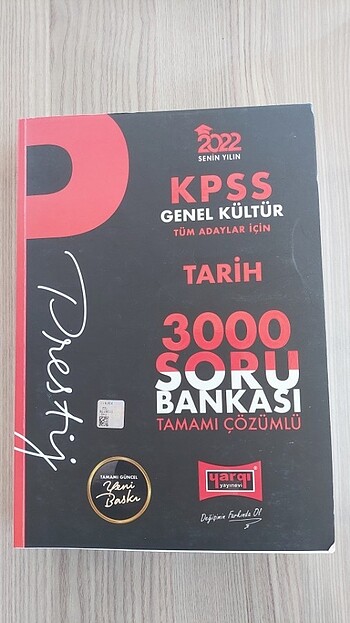 2022
SENİN YILIN
KPSS
GENEL KÜLTÜR
TÜM ADAYLAR İÇİN
TARİH
Prestij
3000
SORU
BANKASI
TAMAMI ÇÖZÜMLÜ
TAMAMI GÜNCEL
Yeni
Baskı
yargı
yayınevi
Değişimin Farkında Ol